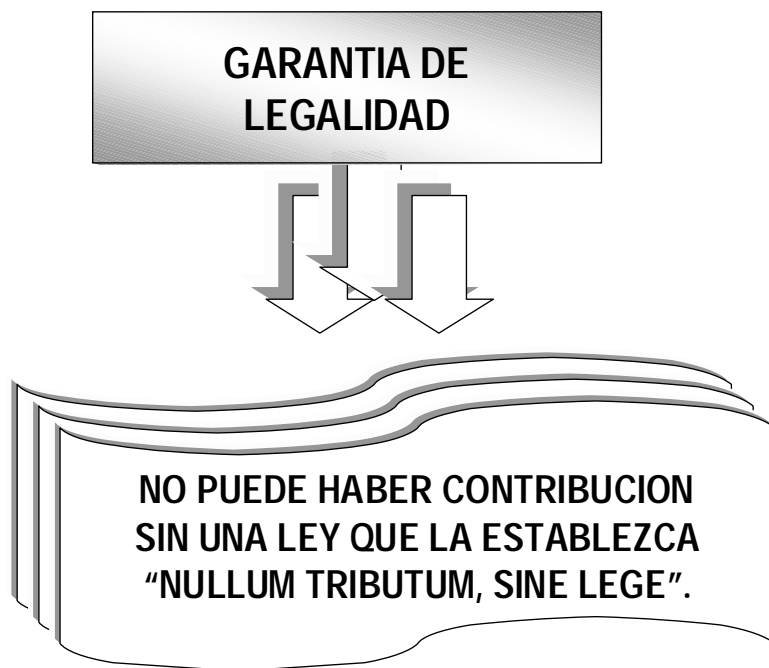 GARANTIA DE
LEGALIDAD
NO PUEDE HABER CONTRIBUCION
SIN UNA LEY QUE LA ESTABLEZCA
“NULLUM TRIBUTUM, SINE LEGE”.